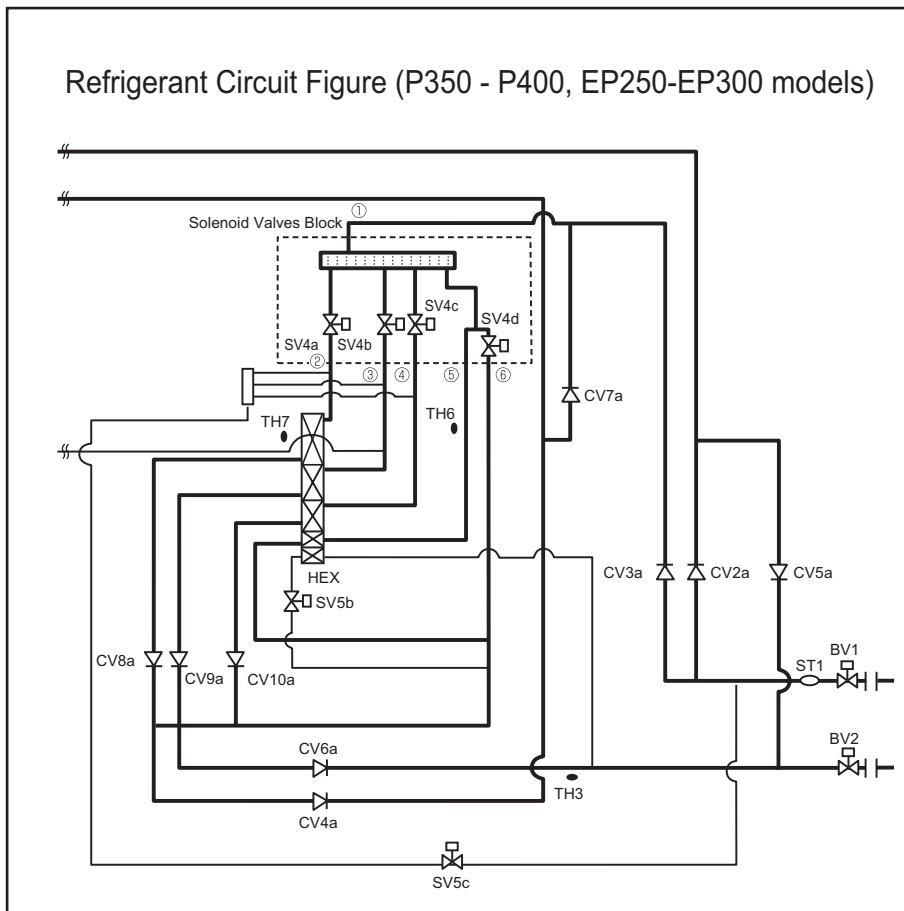 Refrigerant Circuit Figure (P350 - P400, EP250-EP300 models)
①
Solenoid Valves Block
SV4c
SV4d
SV4a
SV4b
②
③
④
⑤
⑥
CV7a
TH7
TH6
HEX
CV3a
CV2a
CV5a
SV5b
BV1
ST1
CV8a
CV9a
CV10a
BV2
CV6a
TH3
CV4a
SV5c